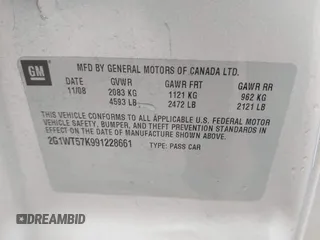 GM
MFD BY GENERAL MOTORS OF CANADA LTD.
DATE GVWR GAWR FRT GAWR RR
11/08 2083 KG 1121 KG 962 KG
4593 LB 2472 LB 2121 LB
THIS VEHICLE CONFORMS TO ALL APPLICABLE U.S. FEDERAL MOTOR
VEHICLE SAFETY, BUMPER, AND THEFT PREVENTION STANDARDS IN
EFFECT ON THE DATE OF MANUFACTURE SHOWN ABOVE.
2G1WT57K991228661 TYPE: PASS CAR
DREAMBID